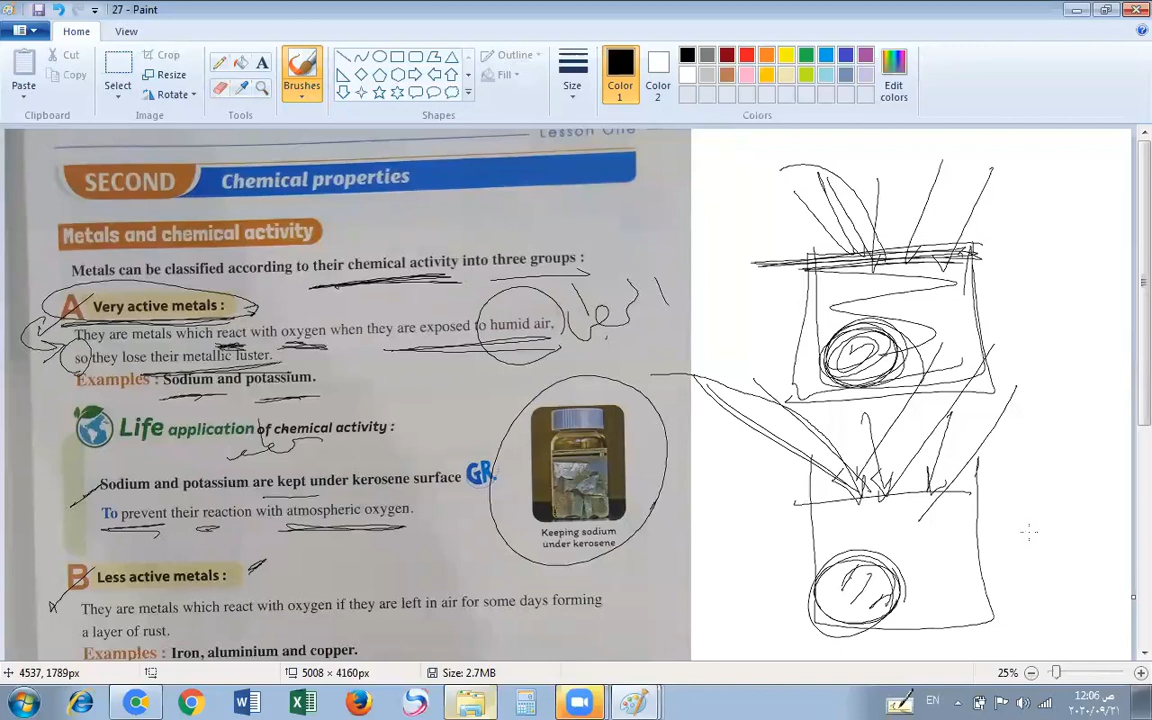 27 - Paint
Home View
Cut
Copy
Paste
Clipboard
Crop
Resize
Rotate
Select
Image
Tools
Brushes
Shapes
Outline
Fill
Size
Color 1
Color 2
Colors
Edit colors
Lesson One
SECOND Chemical properties
Metals and chemical activity
Metals can be classified according to their chemical activity into three groups :
A Very active metals :
They are metals which react with oxygen when they are exposed to humid air,
so they lose their metallic luster.
Examples : Sodium and potassium.
Life application of chemical activity :
Sodium and potassium are kept under kerosene surface GR.
To prevent their reaction with atmospheric oxygen.
Keeping sodium
under kerosene
B Less active metals :
They are metals which react with oxygen if they are left in air for some days forming
a layer of rust.
Examples : Iron, aluminium and copper.
4537, 1789px
5008 × 4160px
Size: 2.7MB
25%
EN
12:06 ص
٢٠٢٠/٠٩/٢١